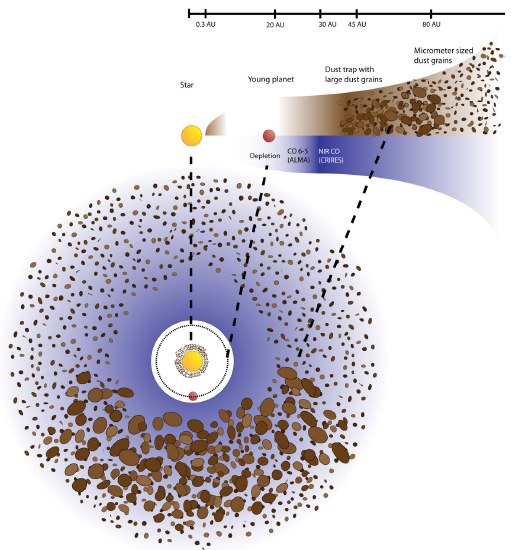 0.3 AU 20 AU 30 AU 45 AU 80 AU
Micrometer sized
dust grains
Dust trap with
large dust grains
Young planet
Star
Depletion
CO 6-5
(ALMA)
NIR CO
(CRIRES)